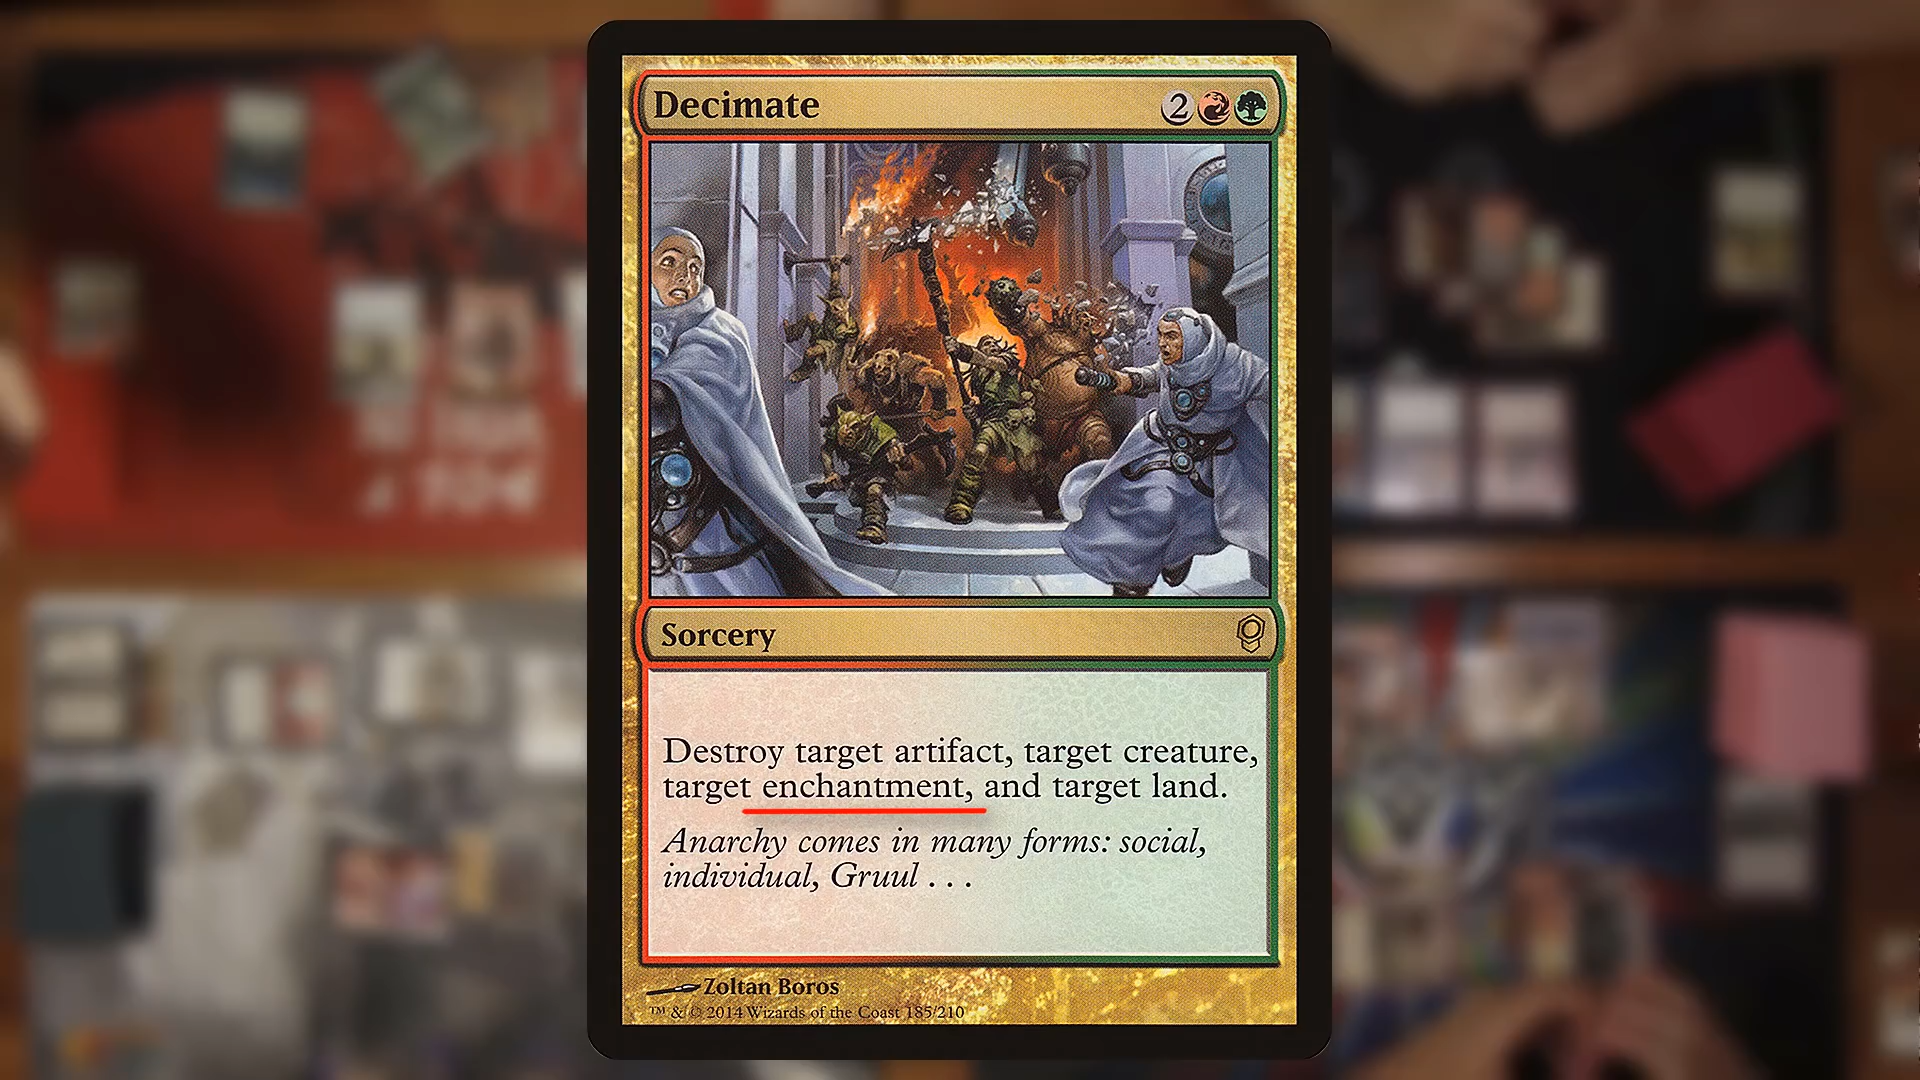 Decimate 2
Sorcery
Destroy target artifact, target creature,
target enchantment, and target land.
Anarchy comes in many forms: social,
individual, Gruul . . .
Zoltan Boros
™ & © 2014 Wizards of the Coast 185/210